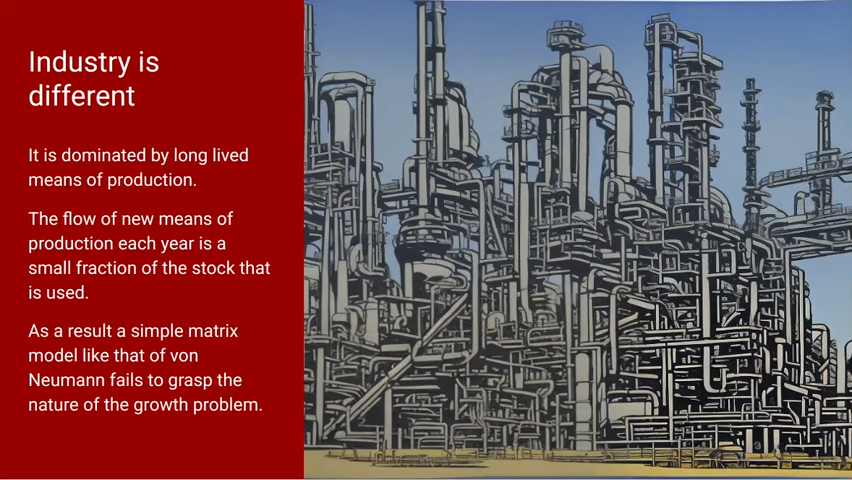 Industry is
different
It is dominated by long lived
means of production.
The flow of new means of
production each year is a
small fraction of the stock that
is used.
As a result a simple matrix
model like that of von
Neumann fails to grasp the
nature of the growth problem.